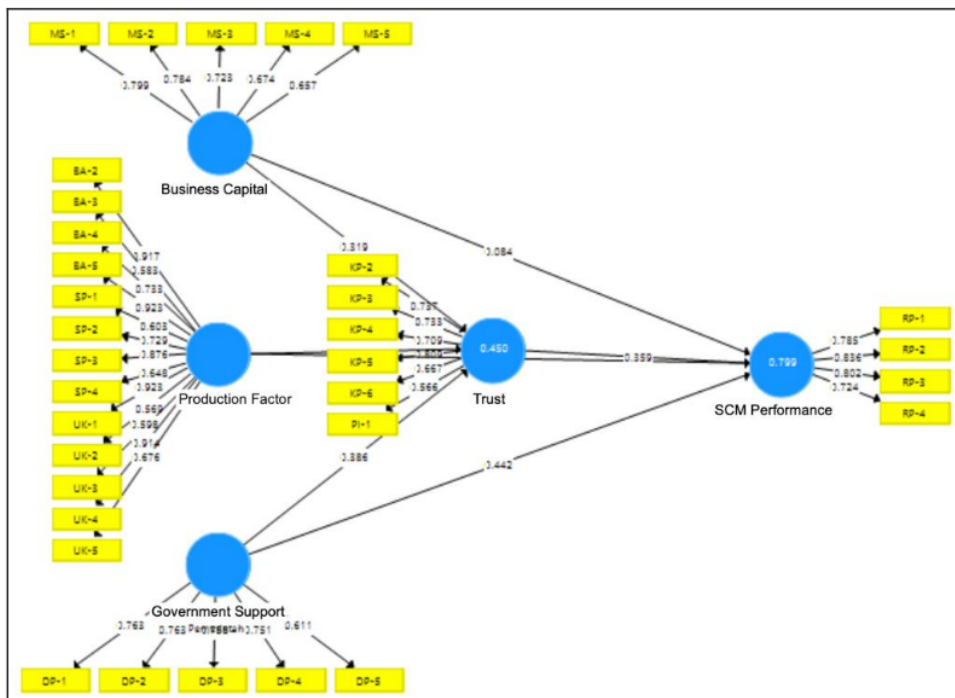 MS-1 MS-2 MS-3 MS-4 MS-5
0.799 0.784 0.723 0.674 0.657
Business Capital
BA-2
BA-3
BA-4
BA-5
SP-1
SP-2
SP-3
SP-4
UK-1
UK-2
UK-3
UK-4
UK-5
0.917
0.583
0.733
0.923
0.603
0.729
0.876
0.648
0.923
0.569
0.598
0.914
0.676
Production Factor
0.319
0.084
KP-2
KP-3
KP-4
KP-5
KP-6
PI-1
0.737
0.733
0.709
0.667
0.566
0.450
Trust
0.359
0.386
0.442
0.799
SCM Performance
0.785
0.836
0.802
0.724
RP-1
RP-2
RP-3
RP-4
Government Support
0.763 0.763 0.751 0.611
DP-1 DP-2 DP-3 DP-4 DP-5